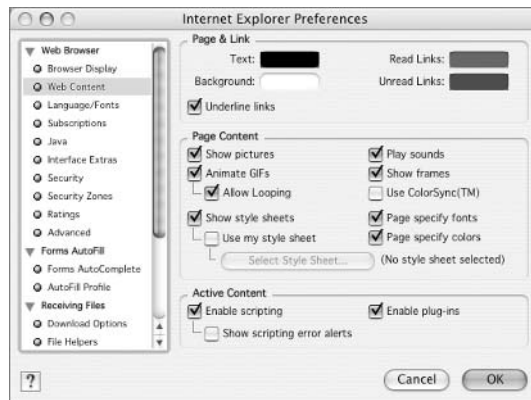 Internet Explorer Preferences
Web Browser
Browser Display
Web Content
Language/Fonts
Subscriptions
Java
Interface Extras
Security
Security Zones
Ratings
Advanced
Forms AutoFill
Forms AutoComplete
AutoFill Profile
Receiving Files
Download Options
File Helpers
Page & Link
Text:
Read Links:
Background:
Unread Links:
Underline links
Page Content
Show pictures
Play sounds
Animate GIFs
Show frames
Allow Looping
Use ColorSync(TM)
Show style sheets
Page specify fonts
Use my style sheet
Page specify colors
Select Style Sheet...
(No style sheet selected)
Active Content
Enable scripting
Enable plug-ins
Show scripting error alerts
?
Cancel
OK